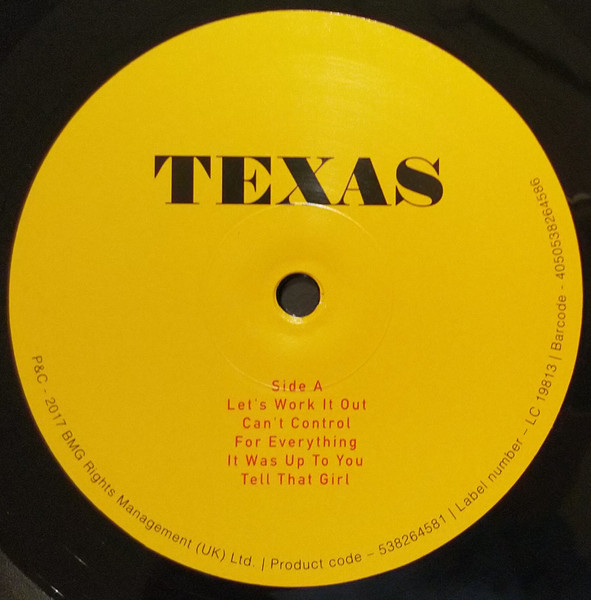 TEXAS
Side A
Let's Work It Out
Can't Control
For Everything
It Was Up To You
Tell That Girl
P&C - 2017 BMG Rights Management (UK) Ltd. | Product code – 538264581 | Label number – LC 19813 | Barcode - 4050538264586